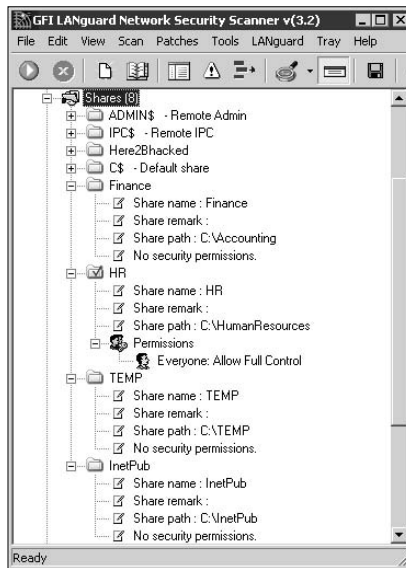 GFI LANguard Network Security Scanner v(3.2)
File Edit View Scan Patches Tools LANguard Tray Help
Shares (8)
ADMIN$ - Remote Admin
IPC$ - Remote IPC
Here2Bhacked
C$ - Default share
Finance
Share name : Finance
Share remark :
Share path : C:\Accounting
No security permissions.
HR
Share name : HR
Share remark :
Share path : C:\HumanResources
Permissions
Everyone: Allow Full Control
TEMP
Share name : TEMP
Share remark :
Share path : C:\TEMP
No security permissions.
InetPub
Share name : InetPub
Share remark :
Share path : C:\InetPub
No security permissions.
Ready